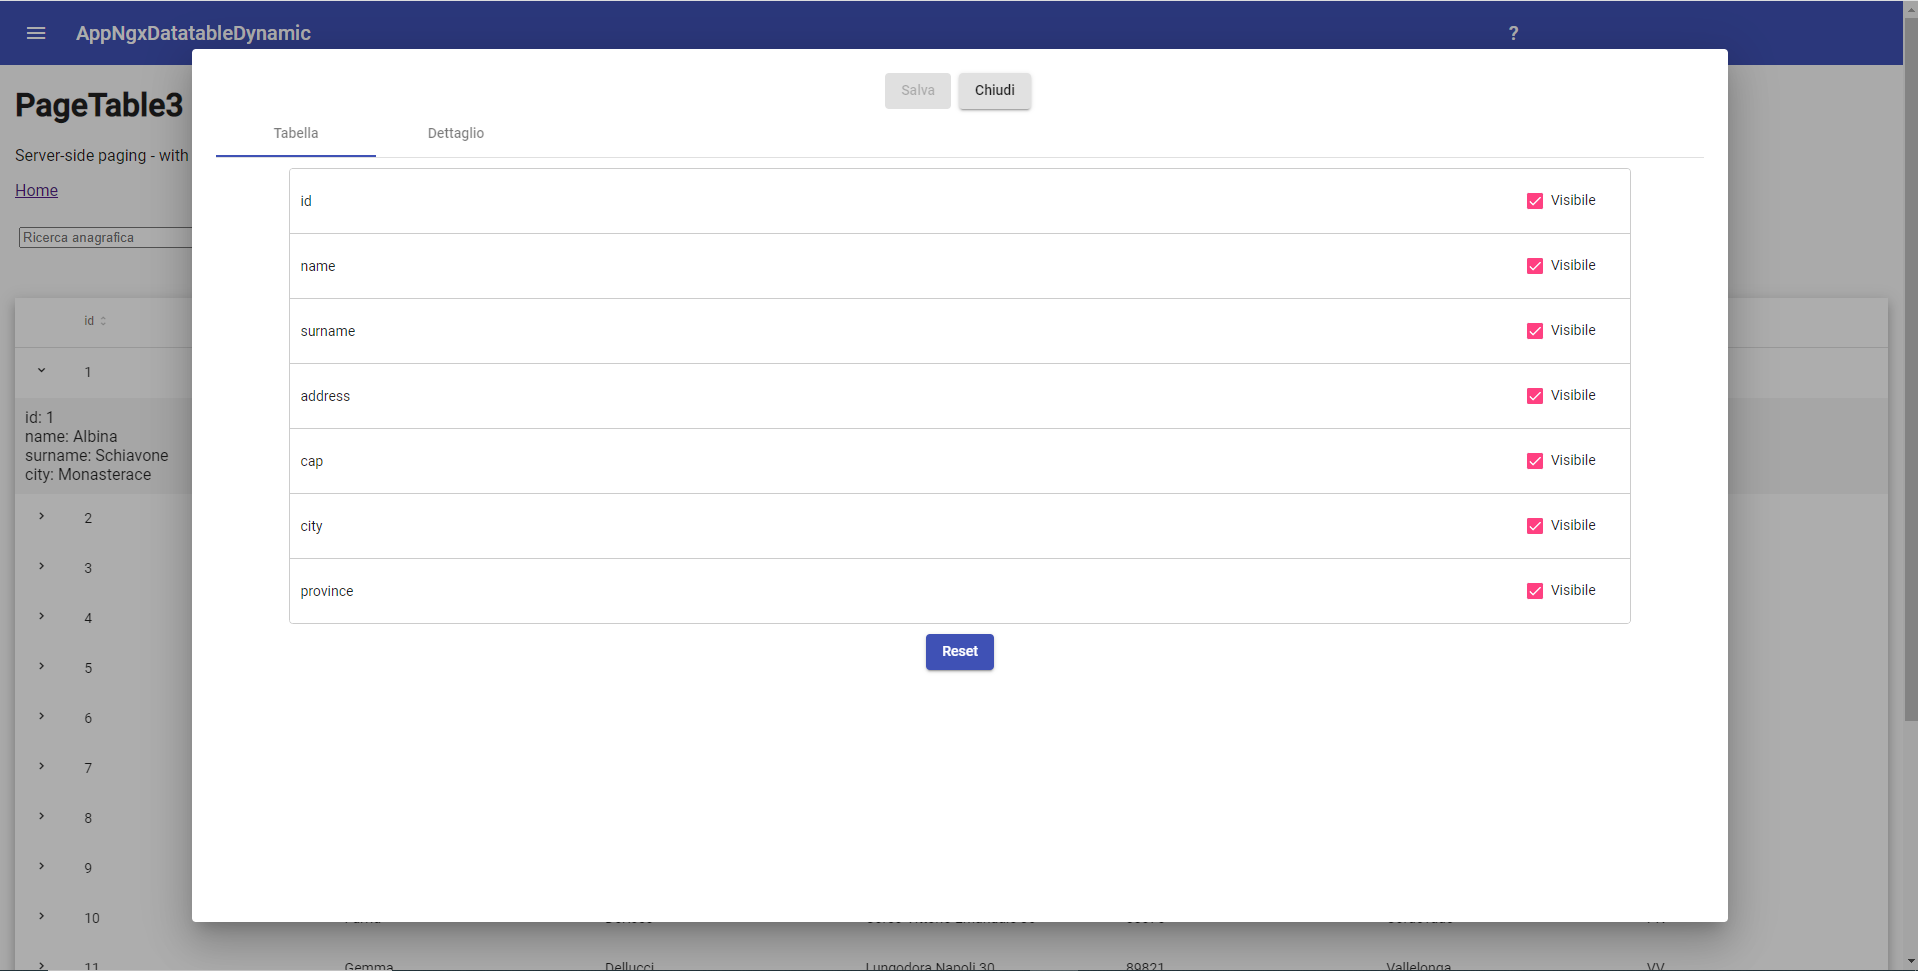 AppNgxDatatableDynamic
?
PageTable3
Server-side paging - with
Home
Ricerca anagrafica
Salva
Chiudi
Tabella
Dettaglio
id
Visibile
name
Visibile
surname
Visibile
address
Visibile
cap
Visibile
city
Visibile
province
Visibile
Reset
id
1
id: 1
name: Albina
surname: Schiavone
city: Monasterace
2
3
4
5
6
7
8
9
10
11 Gemma Dellucci Lungodora Napoli 30 89821 Vallelonga VV